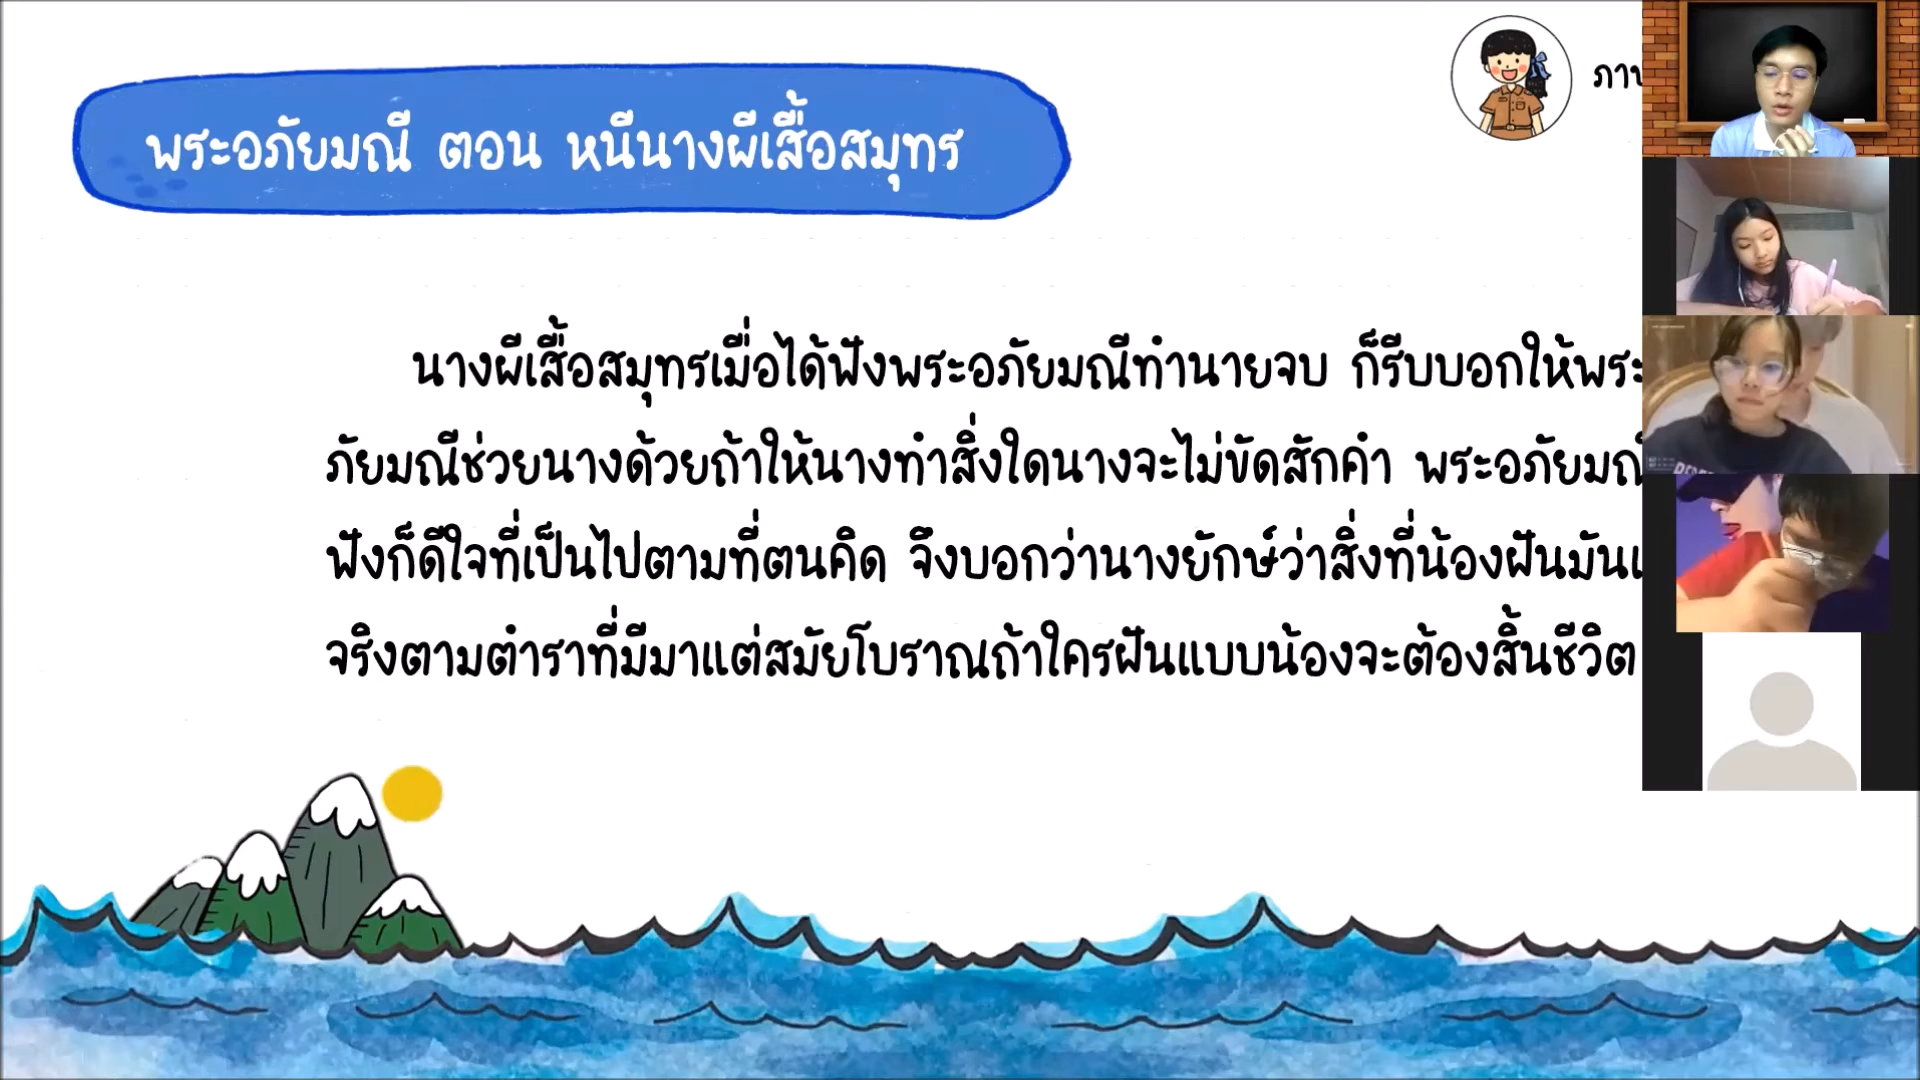 พระอภัยมณี ตอน หนีนางผีเสื้อสมุทร
นางผีเสื้อสมุทรเมื่อได้ฟังพระอภัยมณีทำนายจบ ก็รีบบอกให้พระ
ภัยมณีช่วยนางด้วยถ้าให้นางทำสิ่งใดนางจะไม่ขัดสักคำ พระอภัยมณี
ฟังก็ดีใจที่เป็นไปตามที่ตนคิด จึงบอกว่านางยักษ์ว่าสิ่งที่น้องฝันมัน
จริงตามตำราที่มีมาแต่สมัยโบราณถ้าใครฝันแบบน้องจะต้องสิ้นชีวิต